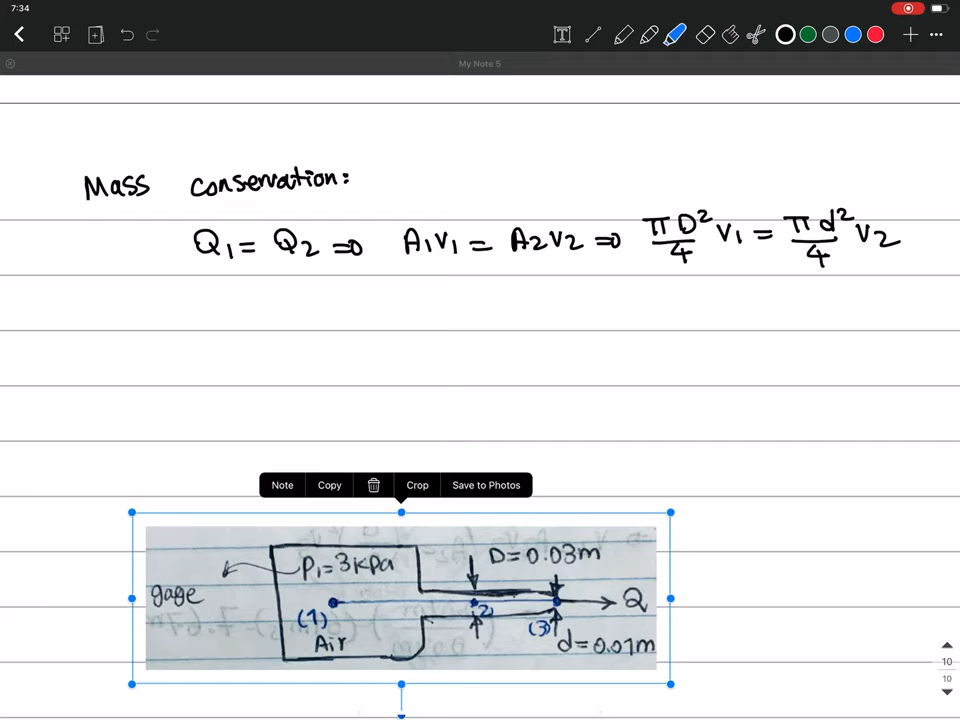 7:34
My Note 5
Mass conservation:
Q₁ = Q₂ ⇒ A₁V₁ = A₂V₂ ⇒ πD²/4 V₁ = πd²/4 V₂
Note Copy Crop Save to Photos
D=0.03m
P₁=3kPa
gage
(1) 2 (3) Q
Air
d=0.01m
10
10